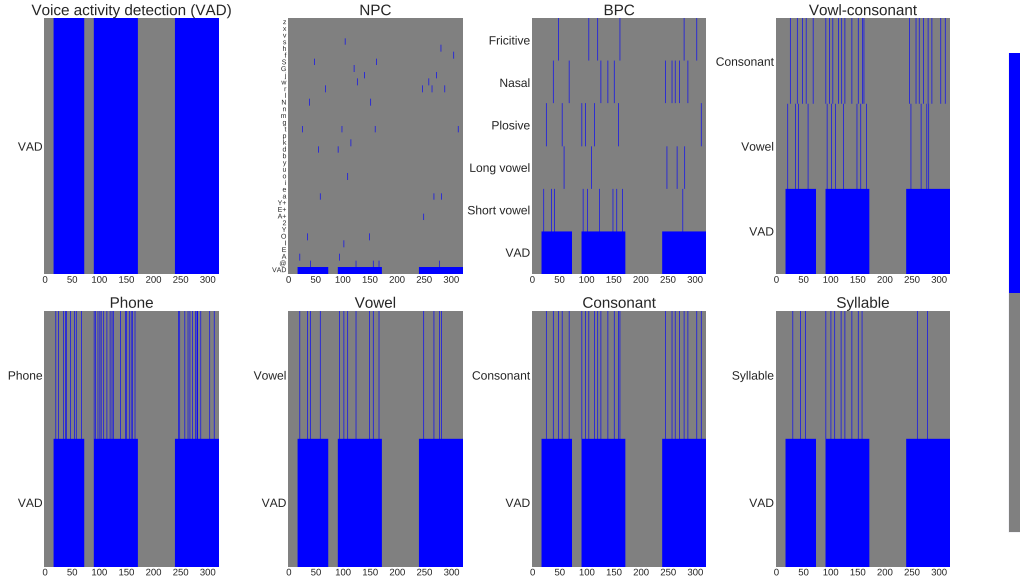 Voice activity detection (VAD)
VAD
0 50 100 150 200 250 300
NPC
z
x
v
s
h
f
S
G
j
w
r
l
N
n
m
g
t
p
k
d
b
y
u
o
i
e
a
Y+
E+
A+
2
Y
O
I
E
A
@
VAD
0 50 100 150 200 250 300
BPC
Fricitive
Nasal
Plosive
Long vowel
Short vowel
VAD
0 50 100 150 200 250 300
Vowl-consonant
Consonant
Vowel
VAD
0 50 100 150 200 250 300
Phone
Phone
VAD
0 50 100 150 200 250 300
Vowel
Vowel
VAD
0 50 100 150 200 250 300
Consonant
Consonant
VAD
0 50 100 150 200 250 300
Syllable
Syllable
VAD
0 50 100 150 200 250 300